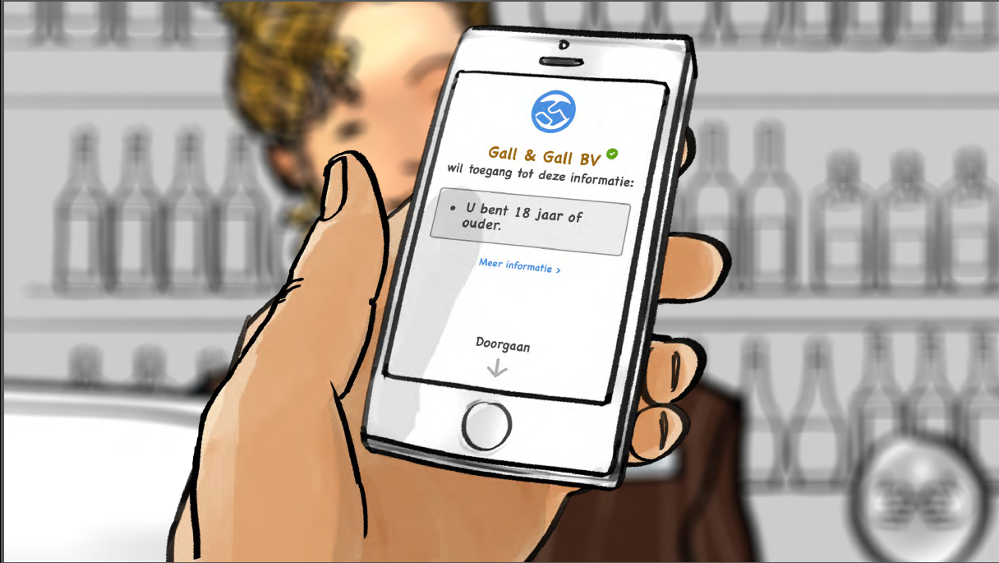 Gall & Gall BV
wil toegang tot deze informatie:
• U bent 18 jaar of
ouder.
Meer informatie >
Doorgaan